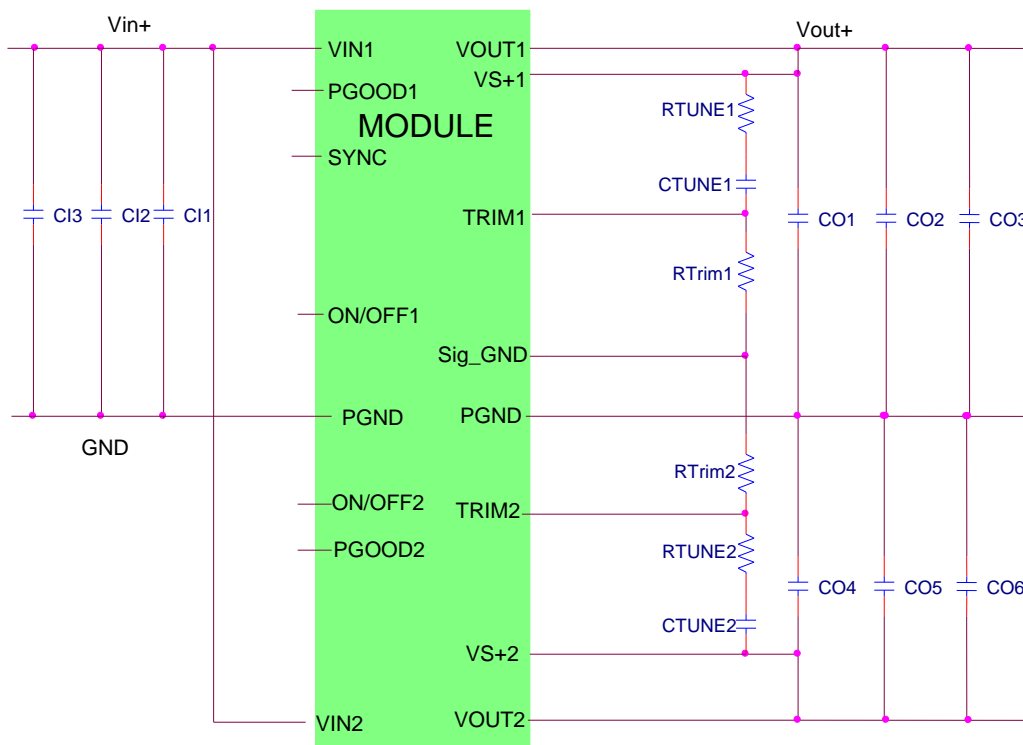 Vin+
VIN1
VOUT1
Vout+
VS+1
PGOOD1
RTUNE1
MODULE
SYNC
CTUNE1
TRIM1
CI3
CI2
CI1
CO1
CO2
CO3
RTrim1
ON/OFF1
Sig_GND
PGND
PGND
GND
RTrim2
ON/OFF2
TRIM2
PGOOD2
RTUNE2
CO4
CO5
CO6
CTUNE2
VS+2
VIN2
VOUT2